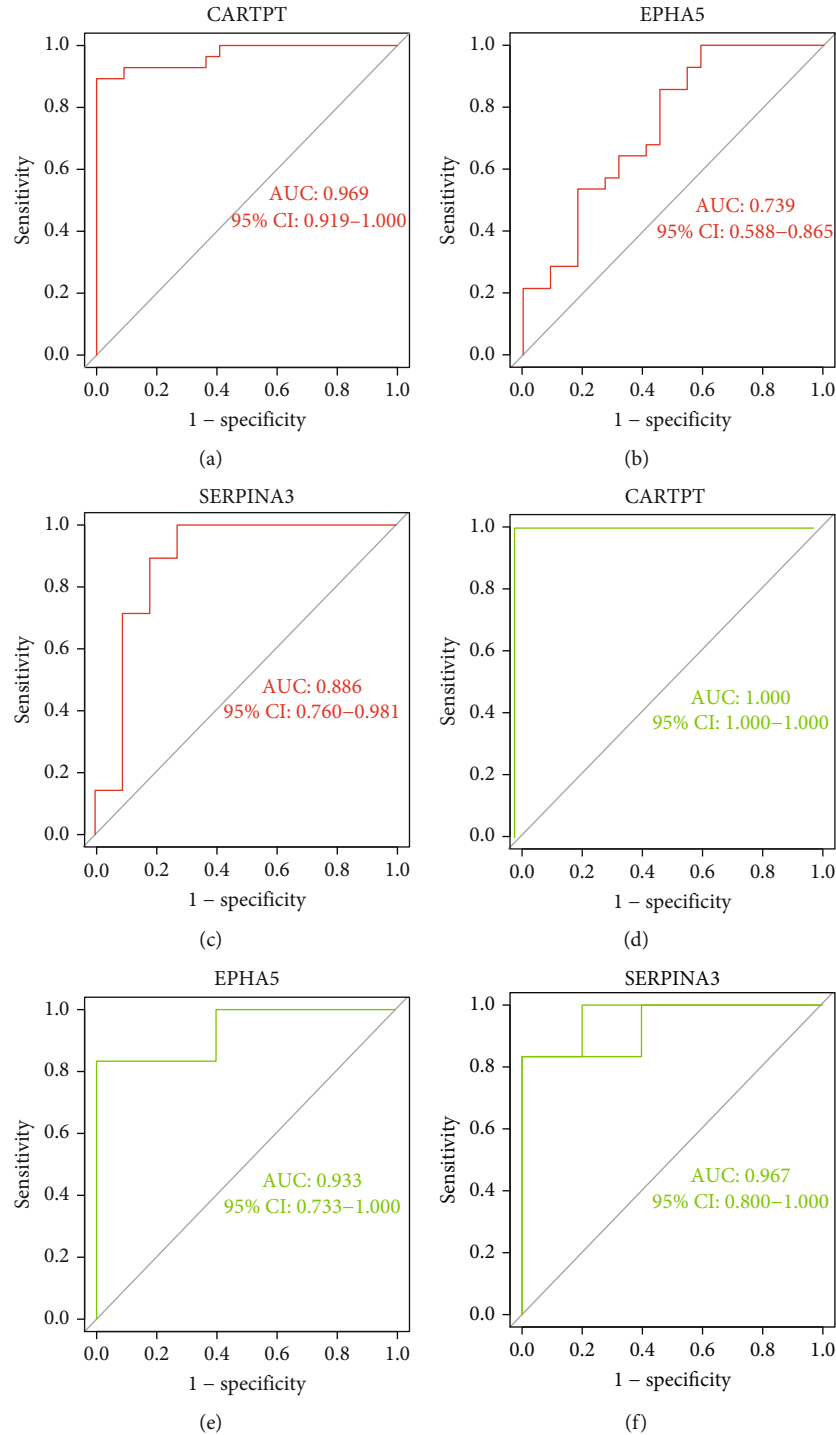 CARTPT
1.0
0.8
0.6
0.4
0.2
0.0
Sensitivity
AUC: 0.969
95% CI: 0.919–1.000
0.0 0.2 0.4 0.6 0.8 1.0
1 − specificity
(a)
EPHA5
1.0
0.8
0.6
0.4
0.2
0.0
Sensitivity
AUC: 0.739
95% CI: 0.588–0.865
0.0 0.2 0.4 0.6 0.8 1.0
1 − specificity
(b)
SERPINA3
1.0
0.8
0.6
0.4
0.2
0.0
Sensitivity
AUC: 0.886
95% CI: 0.760–0.981
0.0 0.2 0.4 0.6 0.8 1.0
1 − specificity
(c)
CARTPT
1.0
0.8
0.6
0.4
0.2
0.0
Sensitivity
AUC: 1.000
95% CI: 1.000–1.000
0.0 0.2 0.4 0.6 0.8 1.0
1 − specificity
(d)
EPHA5
1.0
0.8
0.6
0.4
0.2
0.0
Sensitivity
AUC: 0.933
95% CI: 0.733–1.000
0.0 0.2 0.4 0.6 0.8 1.0
1 − specificity
(e)
SERPINA3
1.0
0.8
0.6
0.4
0.2
0.0
Sensitivity
AUC: 0.967
95% CI: 0.800–1.000
0.0 0.2 0.4 0.6 0.8 1.0
1 − specificity
(f)